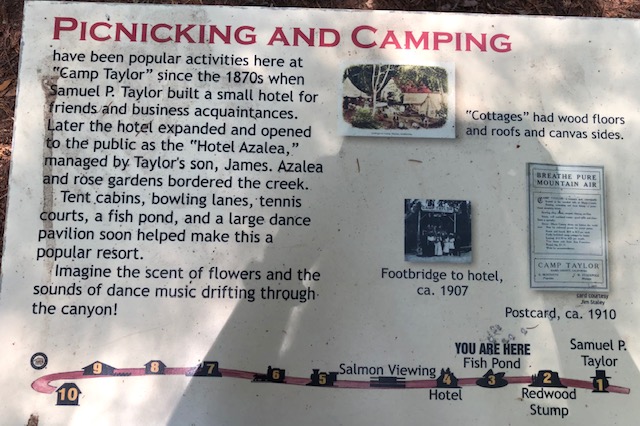 PICNICKING AND CAMPING
have been popular activities here at
"Camp Taylor" since the 1870s when
Samuel P. Taylor built a small hotel for
friends and business acquaintances.
Later the hotel expanded and opened
to the public as the "Hotel Azalea,"
managed by Taylor's son, James. Azalea
and rose gardens bordered the creek.
Tent cabins, bowling lanes, tennis
courts, a fish pond, and a large dance
pavilion soon helped make this a
popular resort.
Imagine the scent of flowers and the
sounds of dance music drifting through
the canyon!
"Cottages" had wood floors
and roofs and canvas sides.
Footbridge to hotel,
ca. 1907
BREATHE PURE
MOUNTAIN AIR
CAMP TAYLOR
Card courtesy
Jim Staley
Postcard, ca. 1910
10
9
8
7
6
5
Salmon Viewing
4
Hotel
YOU ARE HERE
Fish Pond
3
2
Redwood
Stump
Samuel P.
Taylor
1